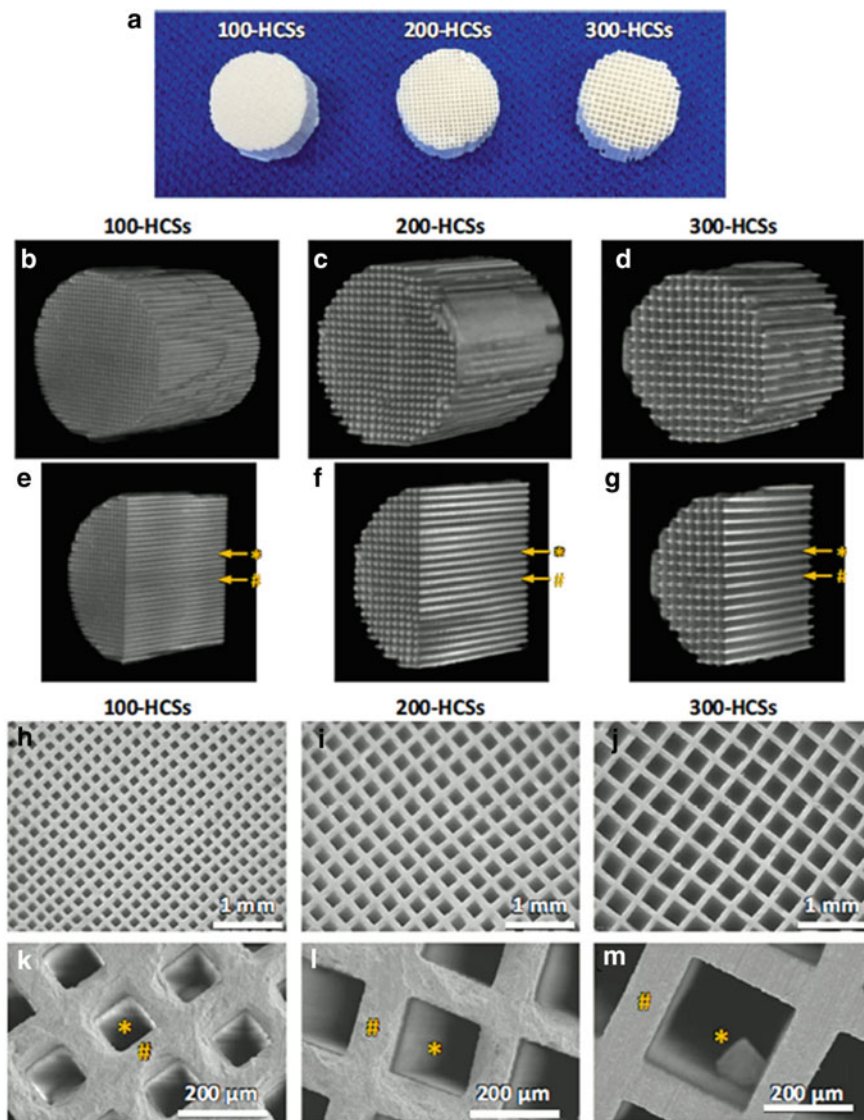 a
100-HCSs 200-HCSs 300-HCSs
100-HCSs 200-HCSs 300-HCSs
b c d
e f g
* * *
# # #
100-HCSs 200-HCSs 300-HCSs
h i j
1 mm 1 mm 1 mm
k l m
* # # * # *
200 µm 200 µm 200 µm